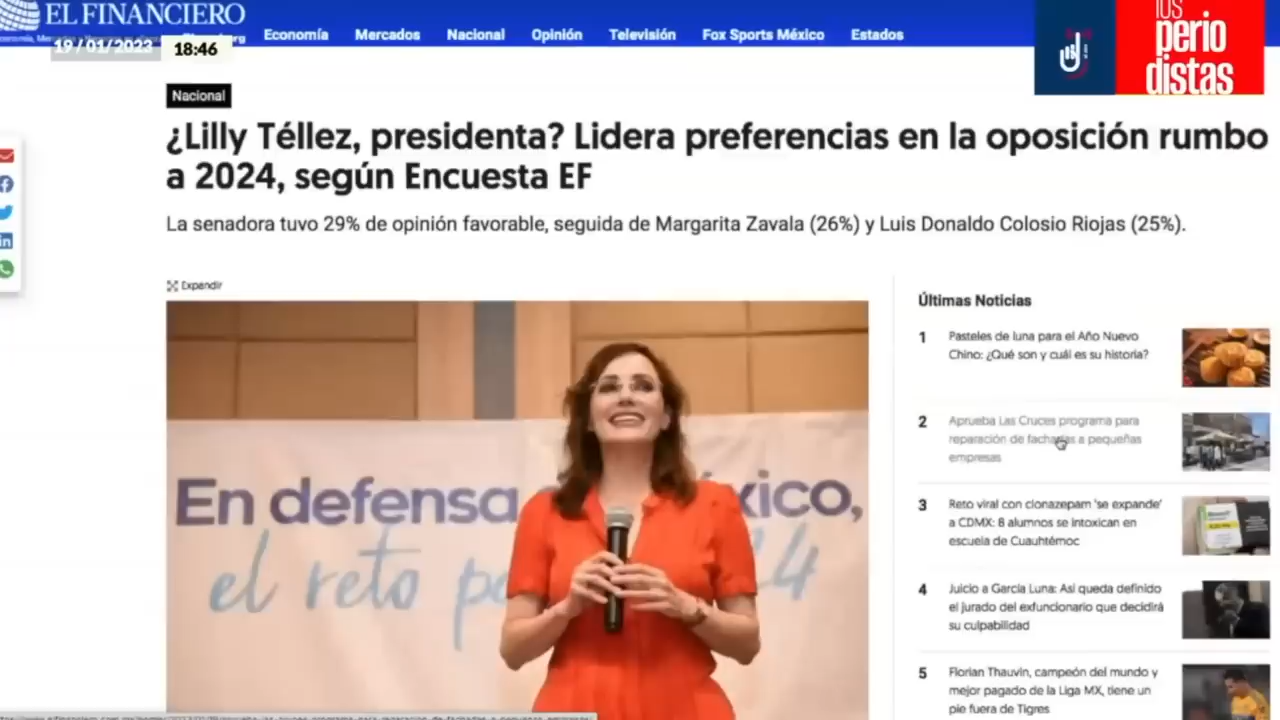 EL FINANCIERO
19/01/2023
18:46
Economía
Mercados
Nacional
Opinión
Televisión
Fox Sports México
Estados
los
perio
distas
Nacional
¿Lilly Téllez, presidenta? Lidera preferencias en la oposición rumbo
a 2024, según Encuesta EF
La senadora tuvo 29% de opinión favorable, seguida de Margarita Zavala (26%) y Luis Donaldo Colosio Riojas (25%).
Expandir
En defensa xico,
el reto pa 24
Últimas Noticias
1
Pasteles de luna para el Año Nuevo
Chino: ¿Qué son y cuál es su historia?
2
Aprueba Las Cruces programa para
reparación de fachadas a pequeñas
empresas
3
Reto viral con clonazepam 'se expande'
a CDMX: 8 alumnos se intoxican en
escuela de Cuauhtémoc
4
Juicio a García Luna: Así queda definido
el jurado del exfuncionario que decidirá
su culpabilidad
5
Florian Thauvin, campeón del mundo y
mejor pagado de la Liga MX, tiene un
pie fuera de Tigres